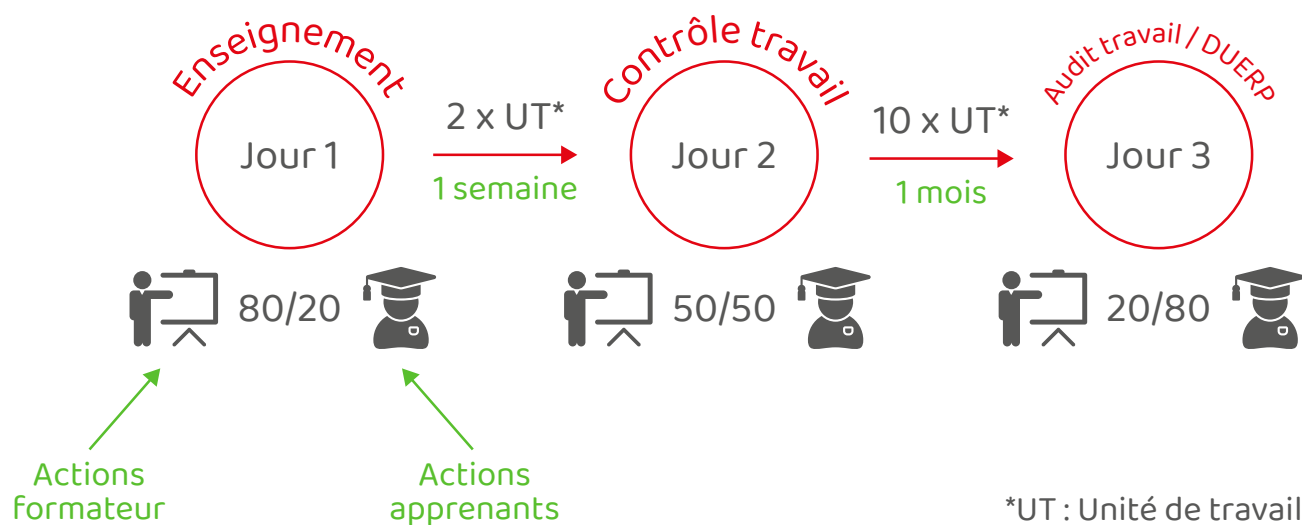 Enseignement
Contrôle travail
Audit travail / DUERP
Jour 1
2 x UT*
1 semaine
Jour 2
10 x UT*
1 mois
Jour 3
80/20
50/50
20/80
Actions
formateur
Actions
apprenants
*UT : Unité de travail